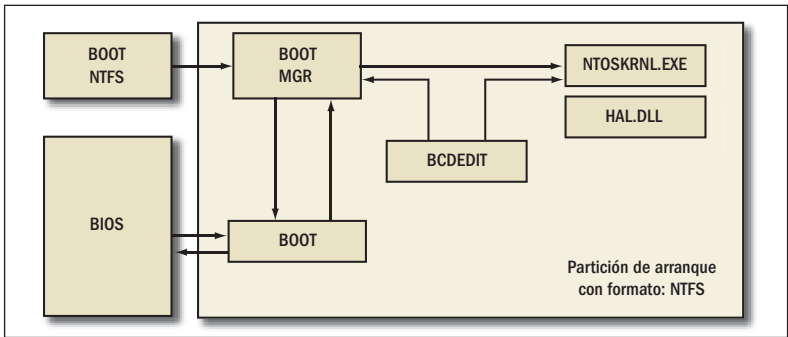 BOOT
NTFS
BOOT
MGR
NTOSKRNL.EXE
HAL.DLL
BCDEDIT
BIOS
BOOT
Partición de arranque
con formato: NTFS